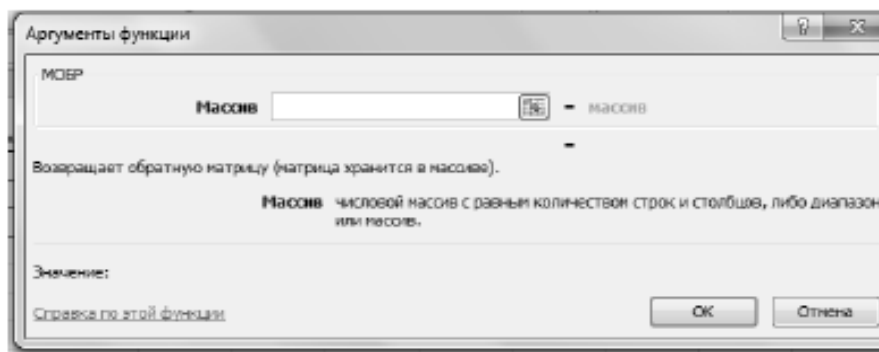 Аргументы функции
МОБР
Массив = массив
=
Возвращает обратную матрицу (матрица хранится в массиве).
Массив числовой массив с равным количеством строк и столбцов, либо диапазон
или массив.
Значение:
Справка по этой функции
ОК Отмена